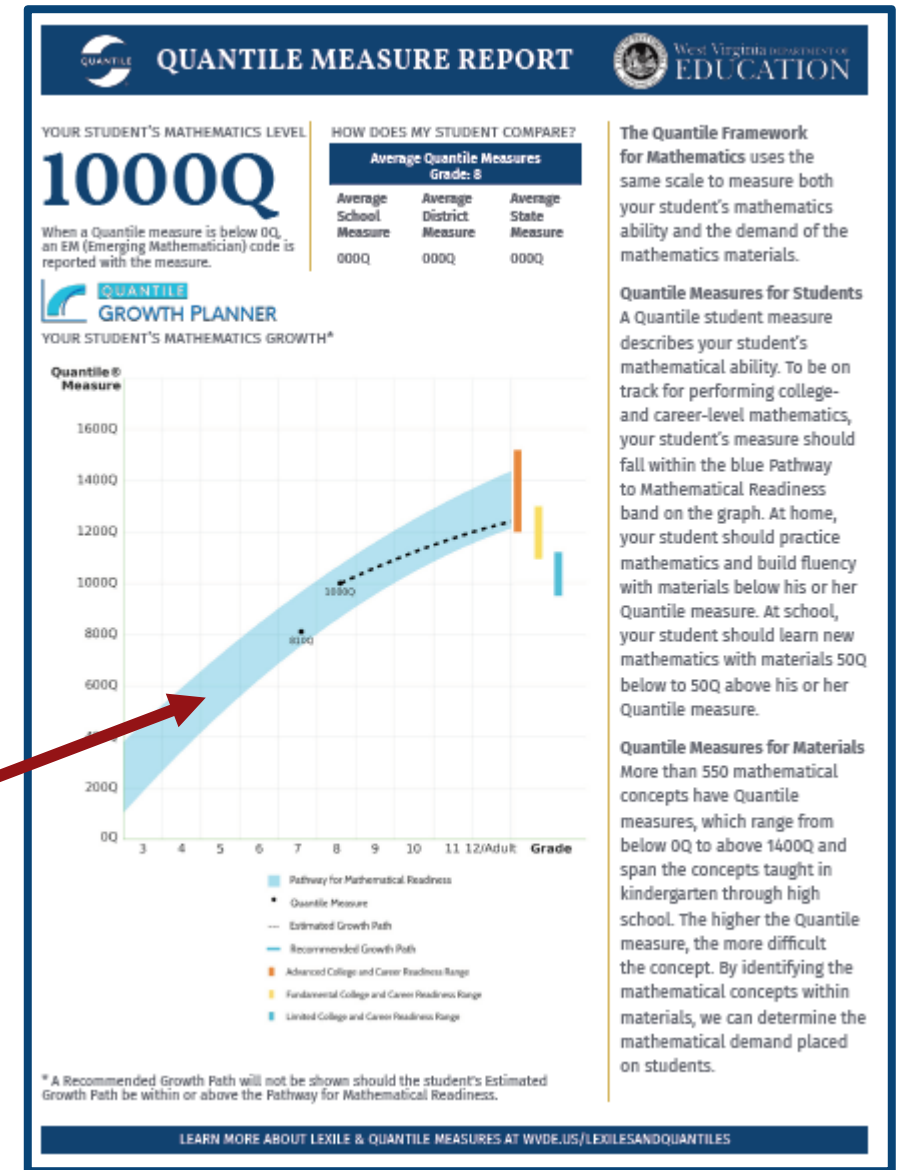 QUANTILE
QUANTILE MEASURE REPORT
West Virginia DEPARTMENT OF
EDUCATION
YOUR STUDENT'S MATHEMATICS LEVEL
1000Q
When a Quantile measure is below 0Q,
an EM (Emerging Mathematician) code is
reported with the measure.
HOW DOES MY STUDENT COMPARE?
Average Quantile Measures
Grade: 8
Average School Measure
Average District Measure
Average State Measure
000Q 000Q 000Q
QUANTILE
GROWTH PLANNER
YOUR STUDENT'S MATHEMATICS GROWTH*
Quantile®
Measure
1600Q
1400Q
1200Q
1000Q
800Q
600Q
200Q
0Q
1000Q
810Q
3 4 5 6 7 8 9 10 11 12/Adult Grade
Pathway for Mathematical Readiness
Quantile Measure
Estimated Growth Path
Recommended Growth Path
Advanced College and Career Readiness Range
Fundamental College and Career Readiness Range
Limited College and Career Readiness Range
* A Recommended Growth Path will not be shown should the student's Estimated
Growth Path be within or above the Pathway for Mathematical Readiness.
The Quantile Framework
for Mathematics uses the
same scale to measure both
your student's mathematics
ability and the demand of the
mathematics materials.
Quantile Measures for Students
A Quantile student measure
describes your student's
mathematical ability. To be on
track for performing college-
and career-level mathematics,
your student's measure should
fall within the blue Pathway
to Mathematical Readiness
band on the graph. At home,
your student should practice
mathematics and build fluency
with materials below his or her
Quantile measure. At school,
your student should learn new
mathematics with materials 50Q
below to 50Q above his or her
Quantile measure.
Quantile Measures for Materials
More than 550 mathematical
concepts have Quantile
measures, which range from
below 0Q to above 1400Q and
span the concepts taught in
kindergarten through high
school. The higher the Quantile
measure, the more difficult
the concept. By identifying the
mathematical concepts within
materials, we can determine the
mathematical demand placed
on students.
LEARN MORE ABOUT LEXILE & QUANTILE MEASURES AT WVDE.US/LEXILESANDQUANTILES